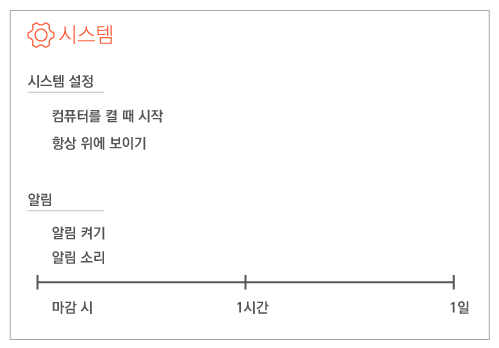 시스템
시스템 설정
컴퓨터를 켤 때 시작
항상 위에 보이기
알림
알림 켜기
알림 소리
마감 시 1시간 1일